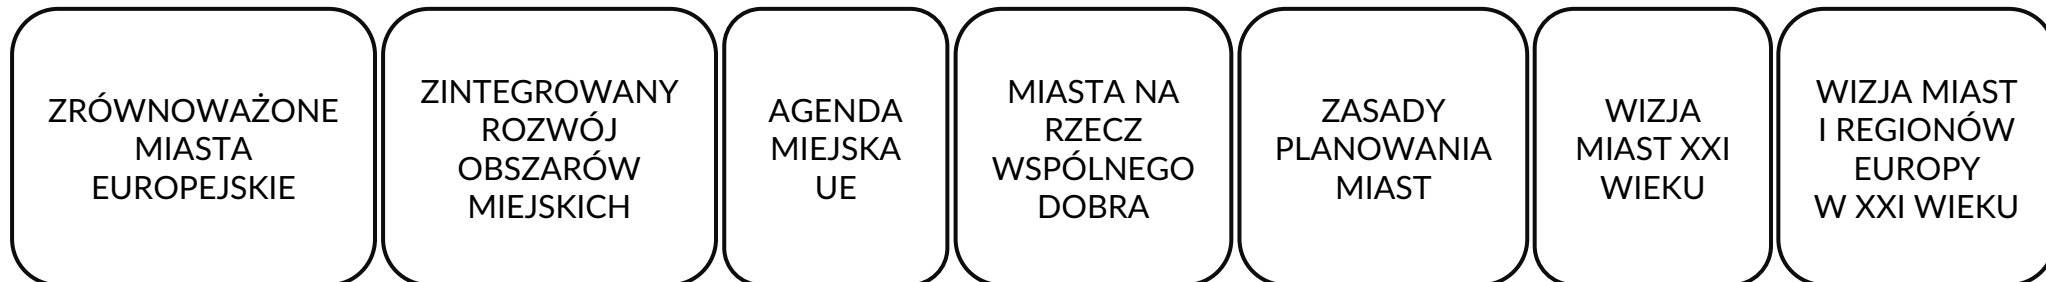 ZRÓWNOWAŻONE
MIASTA
EUROPEJSKIE
ZINTEGROWANY
ROZWÓJ
OBSZARÓW
MIEJSKICH
AGENDA
MIEJSKA
UE
MIASTA NA
RZECZ
WSPÓLNEGO
DOBRA
ZASADY
PLANOWANIA
MIAST
WIZJA
MIAST XXI
WIEKU
WIZJA MIAST
I REGIONÓW
EUROPY
W XXI WIEKU